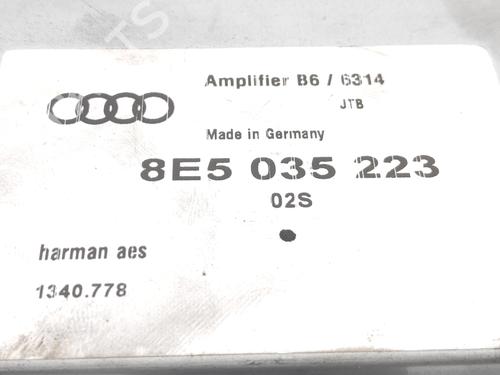 Amplifier B6 / 6314
JTB
Made in Germany
8E5 035 223
02S
harman aes
1340.778